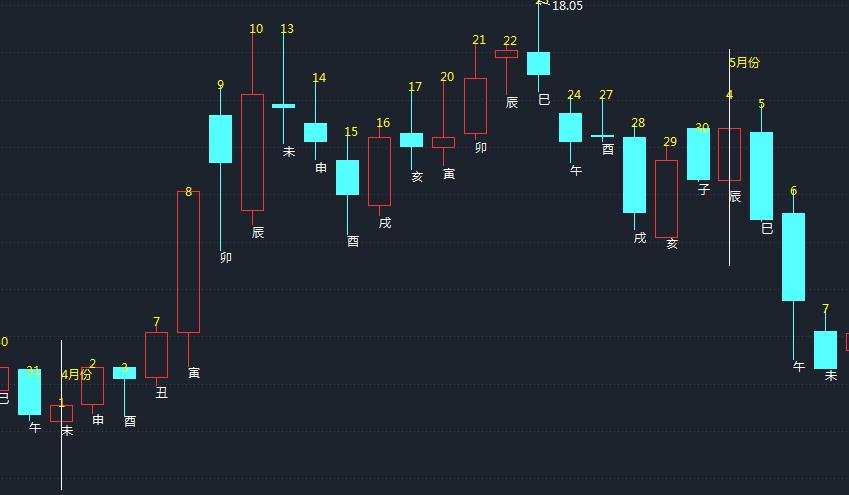 18.05
5月份
4月份
10
13
21
22
14
9
20
17
24
27
4
5
16
28
15
30
29
8
6
7
7
2
3
31
1
巳
午
未
申
酉
丑
寅
卯
辰
未
申
酉
戌
亥
寅
卯
辰
巳
午
酉
戌
亥
子
辰
巳
午
未